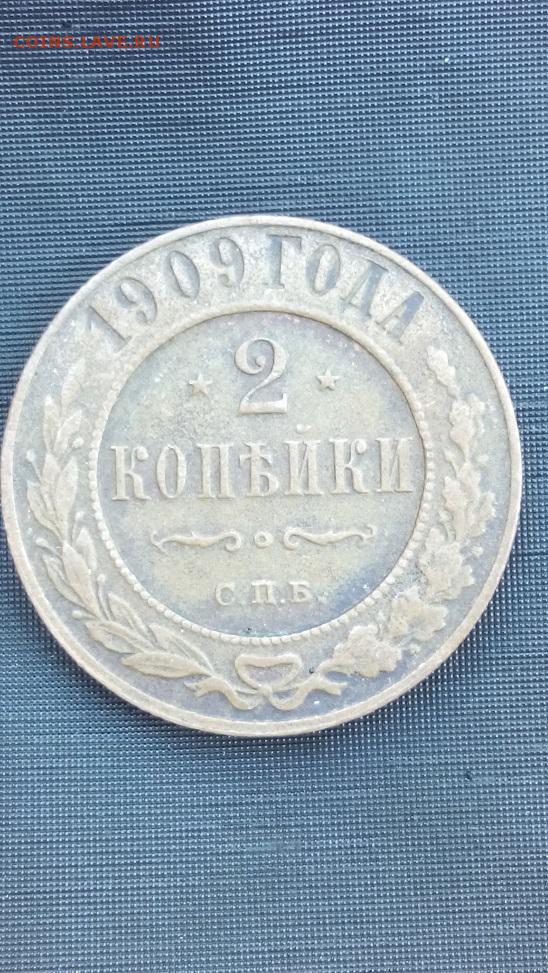 COINS.LAVE.RU
1909 ГОДА
2
КОПѢЙКИ
С.П.Б.